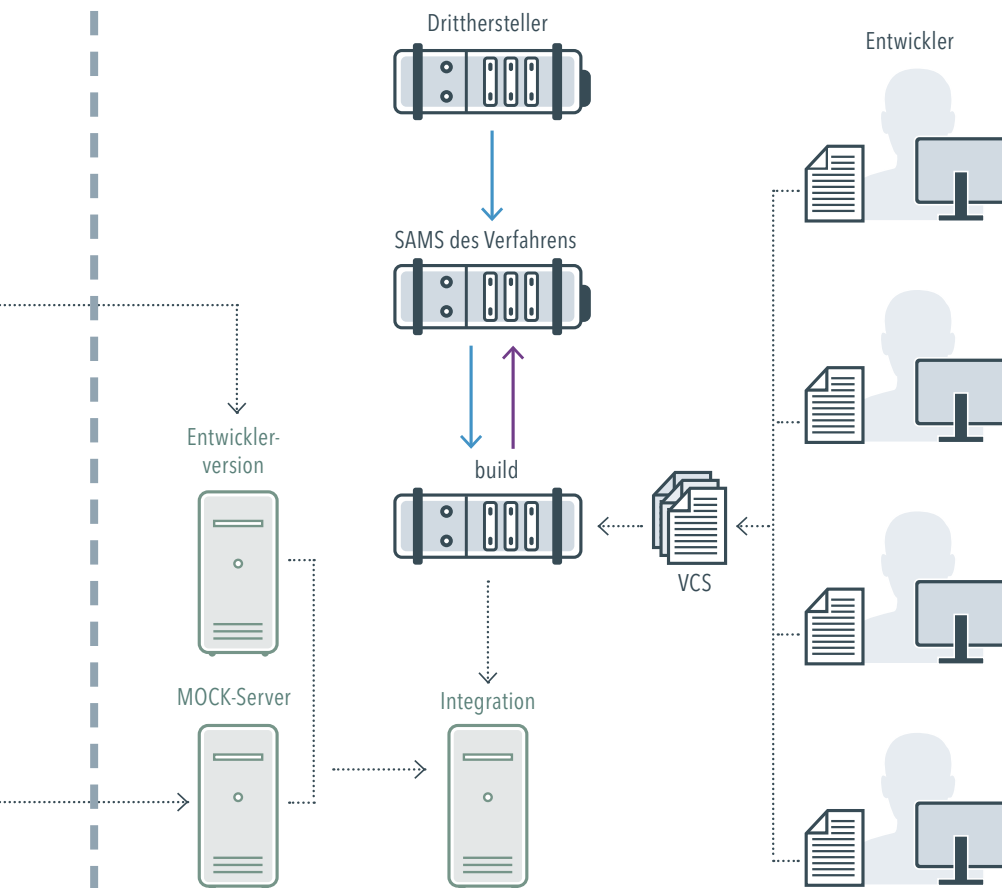 Dritthersteller
Entwickler
SAMS des Verfahrens
Entwickler-
version
build
VCS
MOCK-Server
Integration